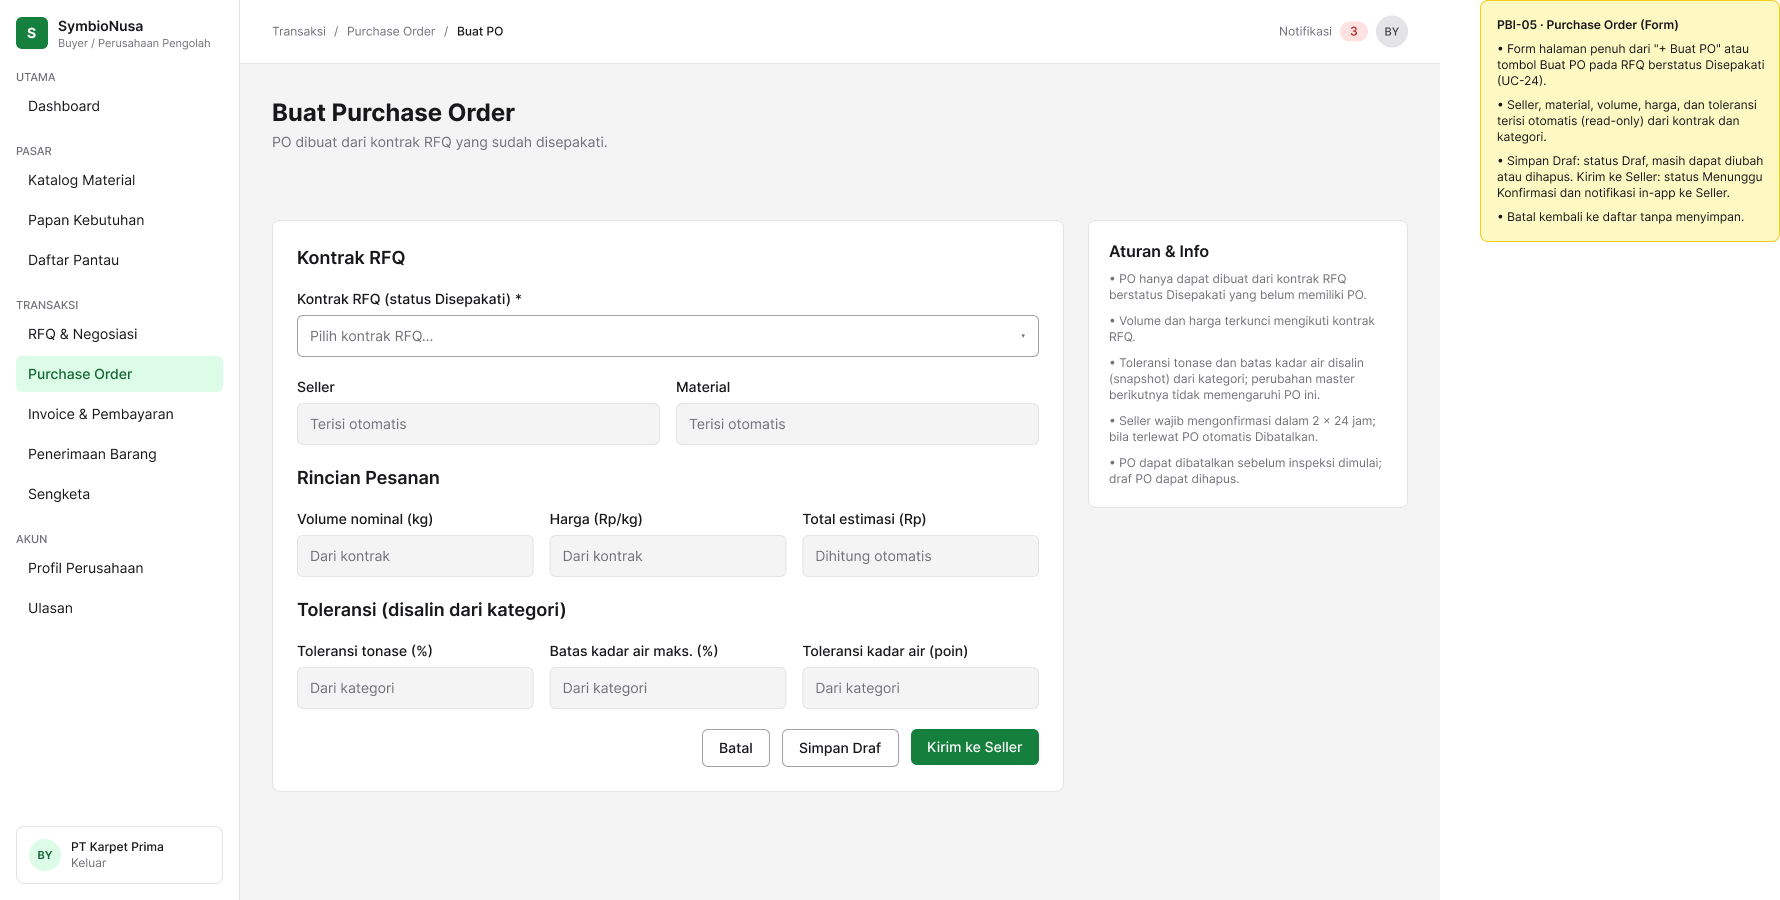 S
SymbioNusa
Buyer / Perusahaan Pengolah
UTAMA
Dashboard
PASAR
Katalog Material
Papan Kebutuhan
Daftar Pantau
TRANSAKSI
RFQ & Negosiasi
Purchase Order
Invoice & Pembayaran
Penerimaan Barang
Sengketa
AKUN
Profil Perusahaan
Ulasan
BY
PT Karpet Prima
Keluar
Transaksi / Purchase Order / Buat PO
Notifikasi 3 BY
Buat Purchase Order
PO dibuat dari kontrak RFQ yang sudah disepakati.
Kontrak RFQ
Kontrak RFQ (status Disepakati) *
Pilih kontrak RFQ...
Seller
Material
Terisi otomatis
Terisi otomatis
Rincian Pesanan
Volume nominal (kg)
Harga (Rp/kg)
Total estimasi (Rp)
Dari kontrak
Dari kontrak
Dihitung otomatis
Toleransi (disalin dari kategori)
Toleransi tonase (%)
Batas kadar air maks. (%)
Toleransi kadar air (poin)
Dari kategori
Dari kategori
Dari kategori
Batal
Simpan Draf
Kirim ke Seller
Aturan & Info
• PO hanya dapat dibuat dari kontrak RFQ
berstatus Disepakati yang belum memiliki PO.
• Volume dan harga terkunci mengikuti kontrak
RFQ.
• Toleransi tonase dan batas kadar air disalin
(snapshot) dari kategori; perubahan master
berikutnya tidak memengaruhi PO ini.
• Seller wajib mengonfirmasi dalam 2 × 24 jam;
bila terlewat PO otomatis Dibatalkan.
• PO dapat dibatalkan sebelum inspeksi dimulai;
draf PO dapat dihapus.
PBI-05 · Purchase Order (Form)
• Form halaman penuh dari "+ Buat PO" atau
tombol Buat PO pada RFQ berstatus Disepakati
(UC-24).
• Seller, material, volume, harga, dan toleransi
terisi otomatis (read-only) dari kontrak dan
kategori.
• Simpan Draf: status Draf, masih dapat diubah
atau dihapus. Kirim ke Seller: status Menunggu
Konfirmasi dan notifikasi in-app ke Seller.
• Batal kembali ke daftar tanpa menyimpan.